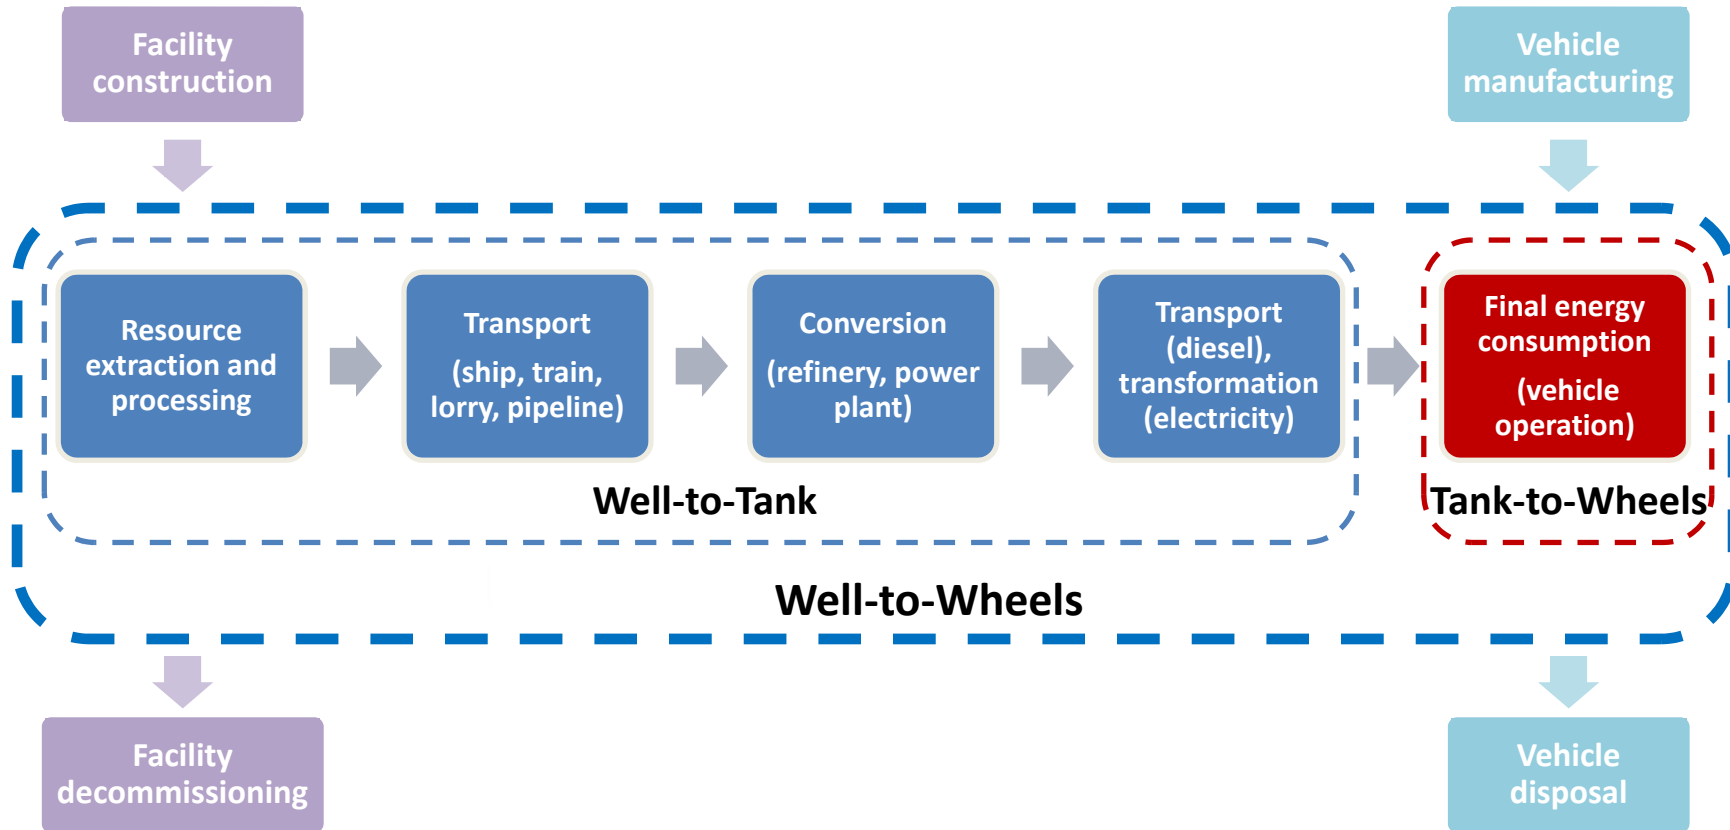 Facility
construction
Vehicle
manufacturing
Resource
extraction and
processing
Transport
(ship, train,
lorry, pipeline)
Conversion
(refinery, power
plant)
Transport
(diesel),
transformation
(electricity)
Final energy
consumption
(vehicle
operation)
Well-to-Tank
Tank-to-Wheels
Well-to-Wheels
Facility
decommissioning
Vehicle
disposal